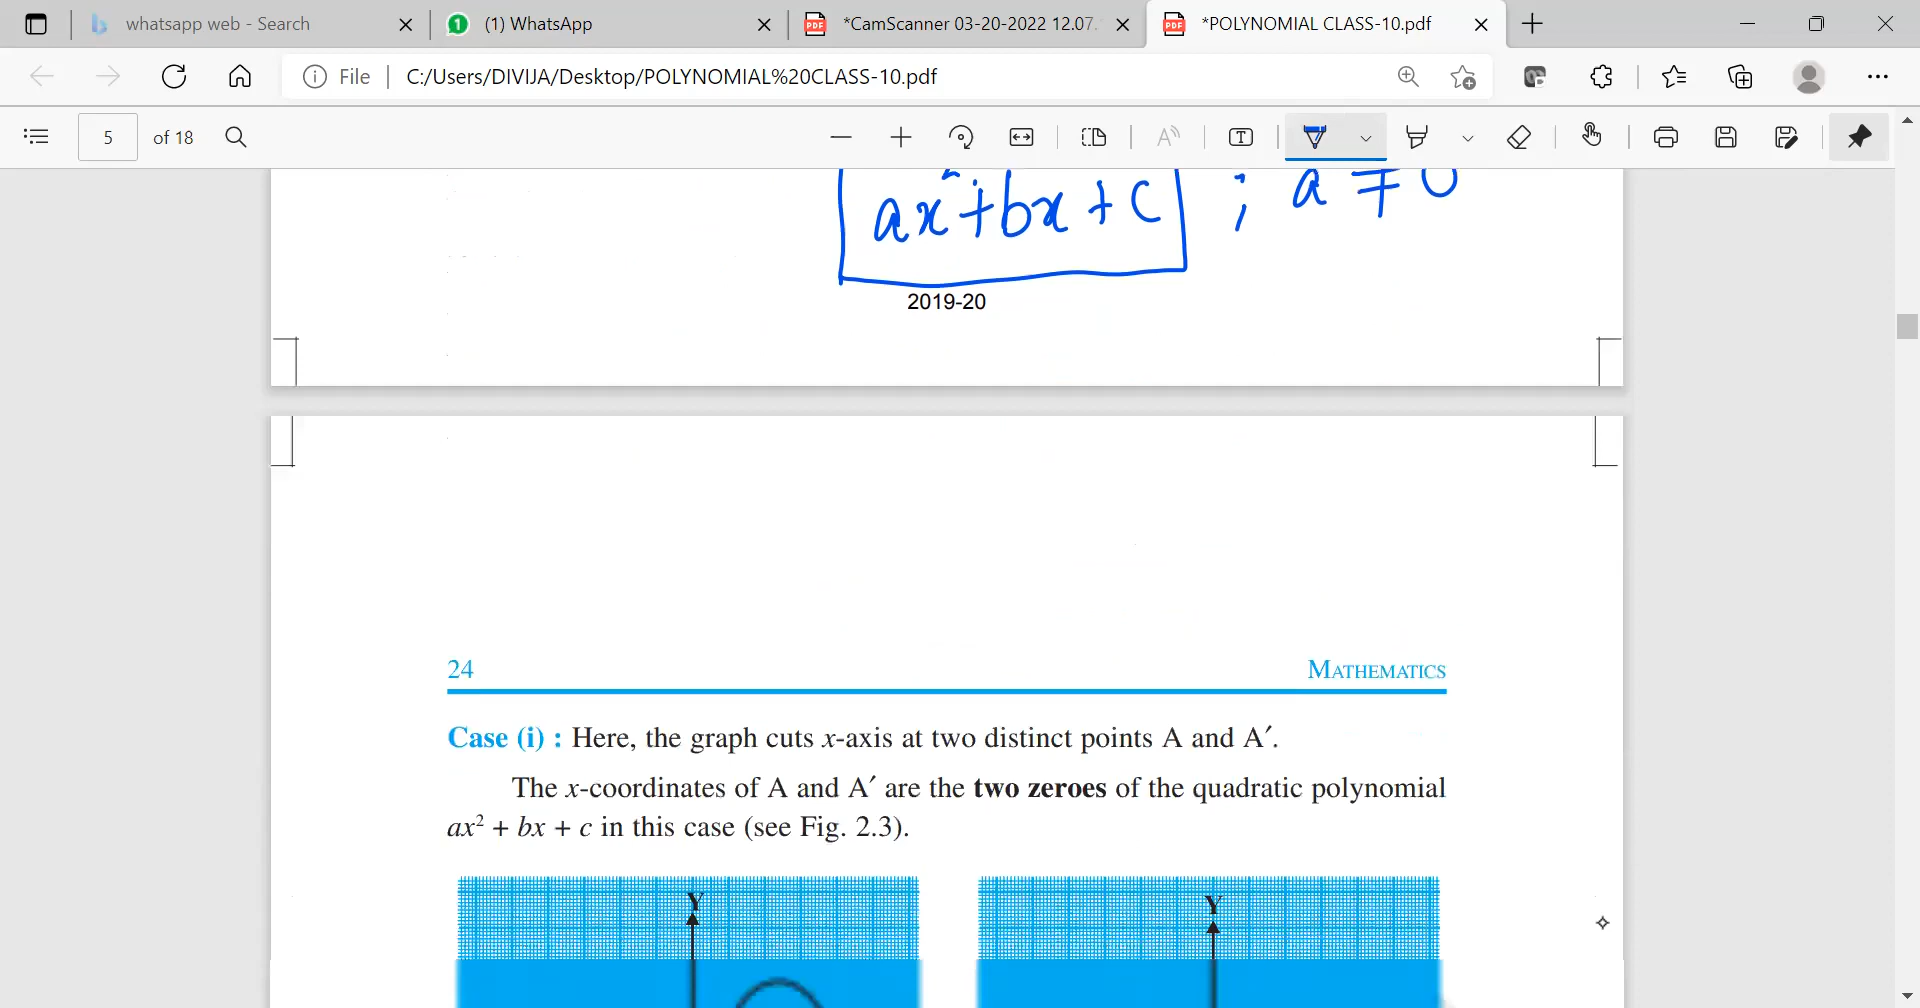 whatsapp web - Search
(1) WhatsApp
*CamScanner 03-20-2022 12.07.
*POLYNOMIAL CLASS-10.pdf
File
C:/Users/DIVIJA/Desktop/POLYNOMIAL%20CLASS-10.pdf
5 of 18
ax²+bx+c ; a ≠ 0
2019-20
24 MATHEMATICS
Case (i) : Here, the graph cuts x-axis at two distinct points A and A′.
The x-coordinates of A and A′ are the two zeroes of the quadratic polynomial
ax² + bx + c in this case (see Fig. 2.3).
Y Y